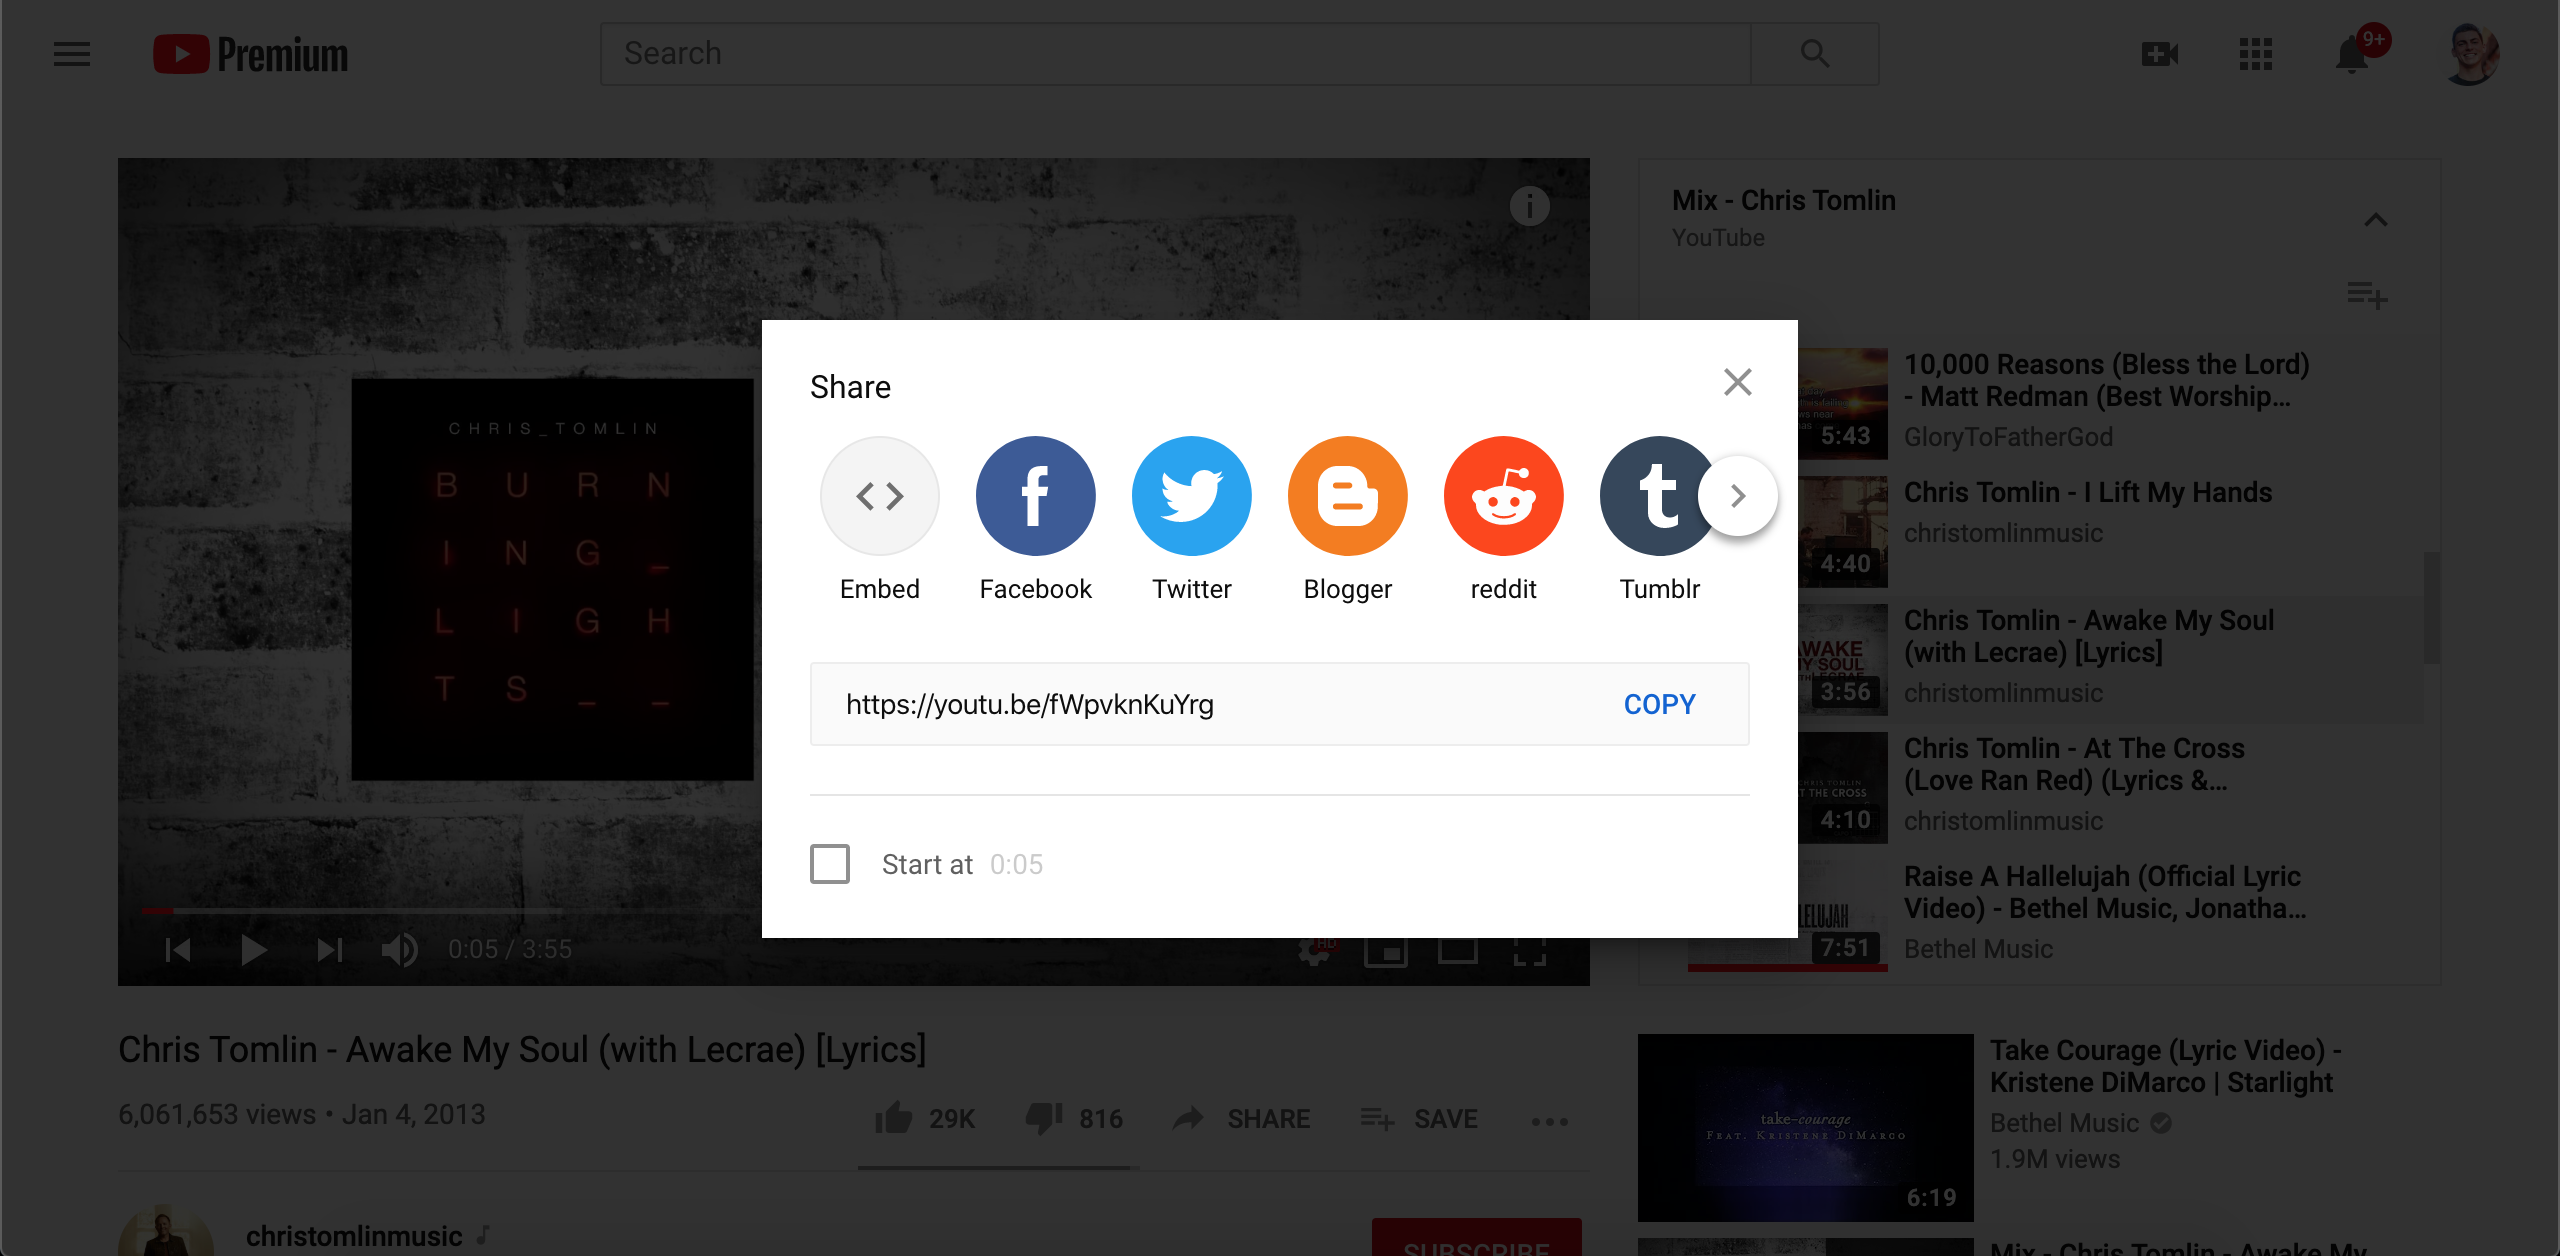 Premium
Search
9+
Mix - Chris Tomlin
YouTube
CHRIS_TOMLIN
B U R N
I N G _
L I G H
T S _ _
0:05 / 3:55
HD
Share
Embed
Facebook
Twitter
Blogger
reddit
Tumblr
https://youtu.be/fWpvknKuYrg
COPY
Start at 0:05
5:43
10,000 Reasons (Bless the Lord)
- Matt Redman (Best Worship...
GloryToFatherGod
4:40
Chris Tomlin - I Lift My Hands
christomlinmusic
AWAKE
MY SOUL
3:56
Chris Tomlin - Awake My Soul
(with Lecrae) [Lyrics]
christomlinmusic
THE CROSS
4:10
Chris Tomlin - At The Cross
(Love Ran Red) (Lyrics &...
christomlinmusic
7:51
Raise A Hallelujah (Official Lyric
Video) - Bethel Music, Jonatha...
Bethel Music
Chris Tomlin - Awake My Soul (with Lecrae) [Lyrics]
6,061,653 views • Jan 4, 2013
29K
816
SHARE
SAVE
christomlinmusic
SUBSCRIBE
take-courage
FEAT. KRISTENE DIMARCO
6:19
Take Courage (Lyric Video) -
Kristene DiMarco | Starlight
Bethel Music
1.9M views
Mix - Chris Tomlin - Awake My